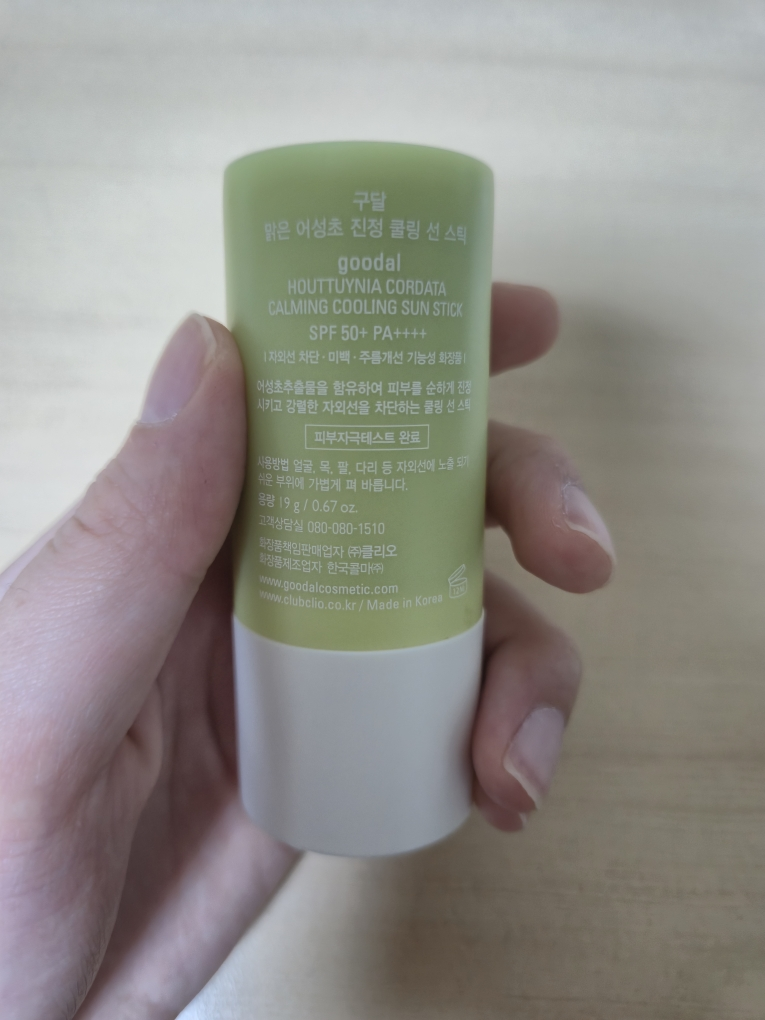 구달
맑은 어성초 진정 쿨링 선 스틱
goodal
HOUTTUYNIA CORDATA
CALMING COOLING SUN STICK
SPF 50+ PA++++
| 자외선 차단 · 미백 · 주름개선 기능성 화장품 |
어성초추출물을 함유하여 피부를 순하게 진정
시키고 강렬한 자외선을 차단하는 쿨링 선 스틱
피부자극테스트 완료
사용방법 얼굴, 목, 팔, 다리 등 자외선에 노출 되기
쉬운 부위에 가볍게 펴 바릅니다.
용량 19 g / 0.67 oz.
고객상담실 080-080-1510
화장품책임판매업자 ㈜클리오
화장품제조업자 한국콜마㈜
www.goodalcosmetic.com
www.clubclio.co.kr / Made in Korea